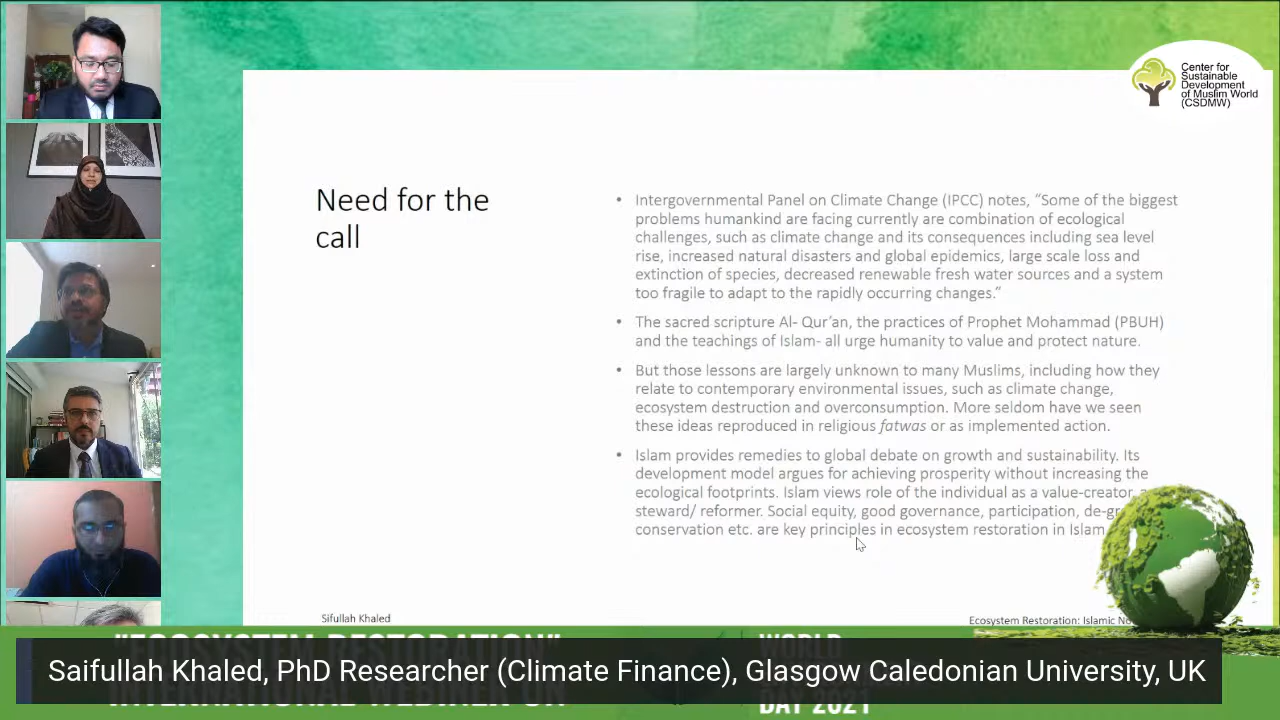 Center for
Sustainable
Development
of Muslim World
(CSDMW)
Need for the
call
• Intergovernmental Panel on Climate Change (IPCC) notes, “Some of the biggest
problems humankind are facing currently are combination of ecological
challenges, such as climate change and its consequences including sea level
rise, increased natural disasters and global epidemics, large scale loss and
extinction of species, decreased renewable fresh water sources and a system
too fragile to adapt to the rapidly occurring changes.“
• The sacred scripture Al- Qur’an, the practices of Prophet Mohammad (PBUH)
and the teachings of Islam- all urge humanity to value and protect nature.
• But those lessons are largely unknown to many Muslims, including how they
relate to contemporary environmental issues, such as climate change,
ecosystem destruction and overconsumption. More seldom have we seen
these ideas reproduced in religious fatwas or as implemented action.
• Islam provides remedies to global debate on growth and sustainability. Its
development model argues for achieving prosperity without increasing the
ecological footprints. Islam views role of the individual as a value-creator,
steward/ reformer. Social equity, good governance, participation,
conservation etc. are key principles in ecosystem restoration in Islam
Sifullah Khaled
Ecosystem Restoration: Islamic
"ECOSYSTEM RESTORATION"
INTERNATIONAL WEBINAR ON
WORLD
DAY 2021
Saifullah Khaled, PhD Researcher (Climate Finance), Glasgow Caledonian University, UK